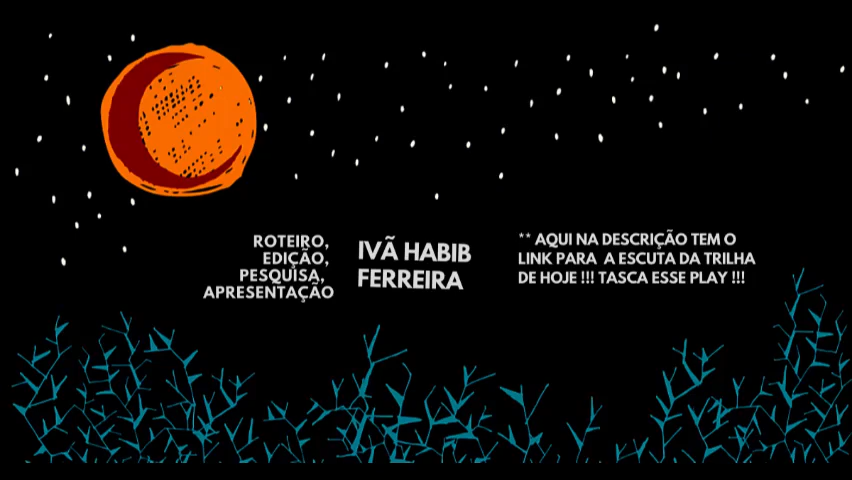 ROTEIRO,
EDIÇÃO,
PESQUISA,
APRESENTAÇÃO
IVÃ HABIB
FERREIRA
** AQUI NA DESCRIÇÃO TEM O
LINK PARA A ESCUTA DA TRILHA
DE HOJE !!! TASCA ESSE PLAY !!!